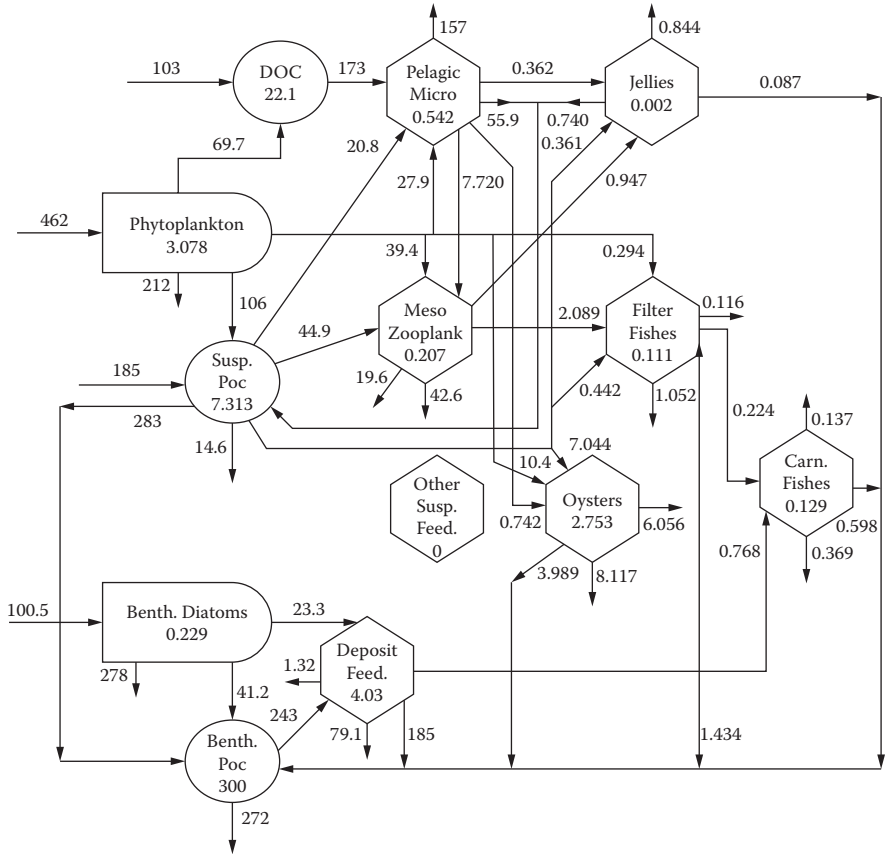 157
0.844
103
DOC
22.1
173
Pelagic
Micro
0.542
0.362
Jellies
0.002
0.087
55.9
0.740
69.7
20.8
0.361
27.9
7.720
0.947
462
Phytoplankton
3.078
212
106
39.4
0.294
44.9
Meso
Zooplank
0.207
2.089
Filter
Fishes
0.111
0.116
185
Susp.
Poc
7.313
19.6
42.6
0.442
1.052
283
14.6
0.224
0.137
7.044
10.4
Other
Susp.
Feed.
0
Oysters
2.753
0.742
6.056
Carn.
Fishes
0.129
0.598
0.768
0.369
3.989
8.117
100.5
Benth. Diatoms
0.229
23.3
278
41.2
1.32
Deposit
Feed.
4.03
243
79.1
185
1.434
Benth.
Poc
300
272